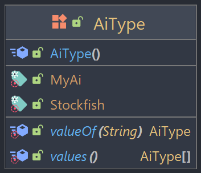 AiType
AiType()
MyAi
Stockfish
valueOf(String) AiType
values() AiType[]